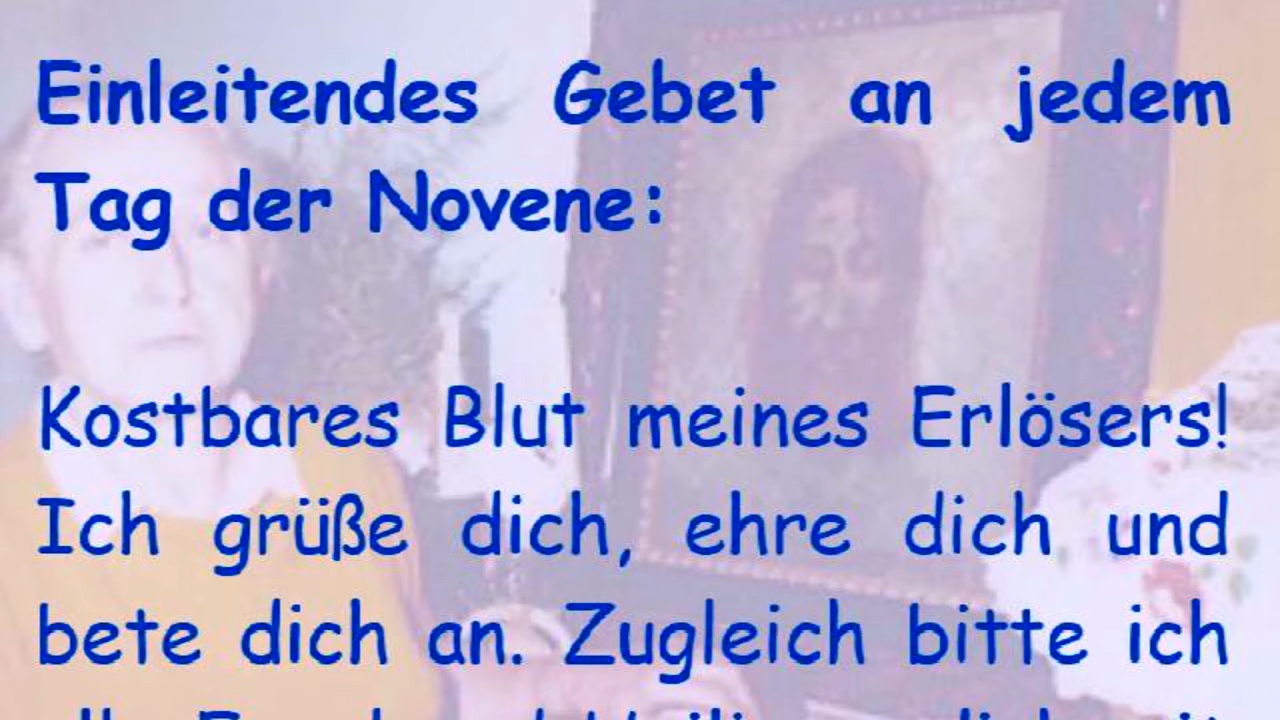 Einleitendes Gebet an jedem
Tag der Novene:
Kostbares Blut meines Erlösers!
Ich grüße dich, ehre dich und
bete dich an. Zugleich bitte ich